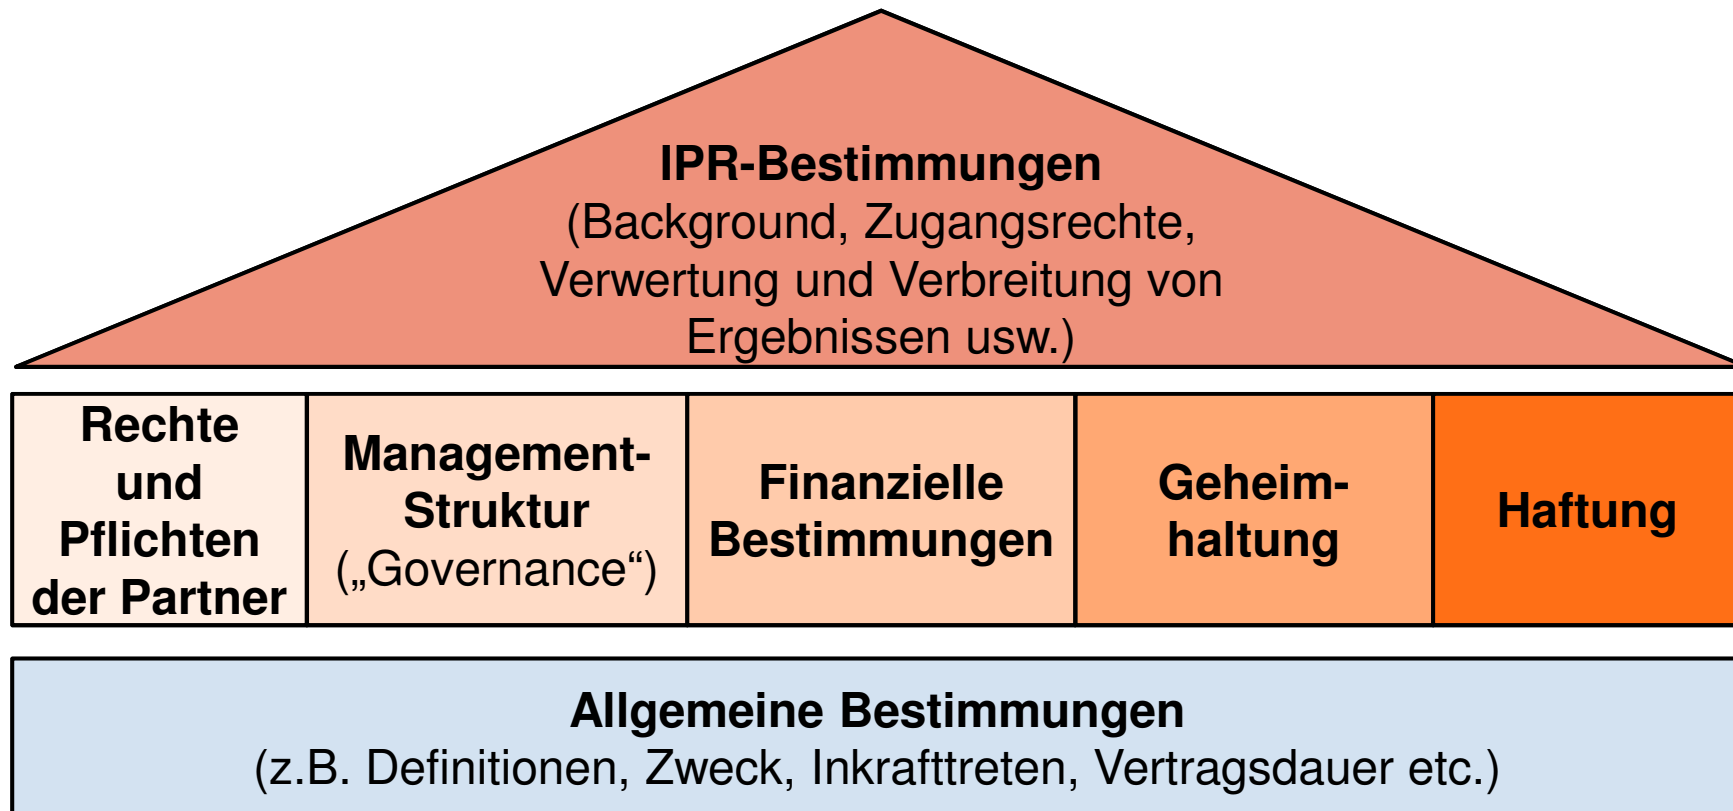 IPR-Bestimmungen
(Background, Zugangsrechte,
Verwertung und Verbreitung von
Ergebnissen usw.)
Rechte
und
Pflichten
der Partner
Management-
Struktur
(„Governance“)
Finanzielle
Bestimmungen
Geheim-
haltung
Haftung
Allgemeine Bestimmungen
(z.B. Definitionen, Zweck, Inkrafttreten, Vertragsdauer etc.)